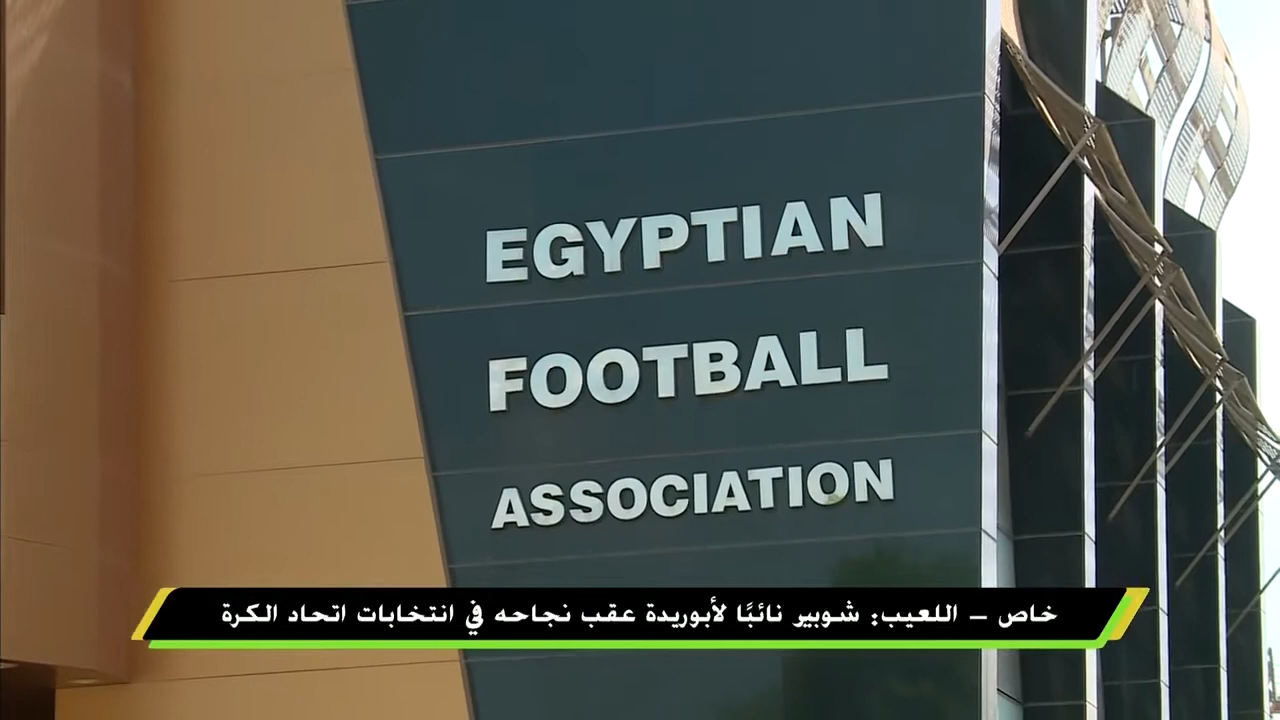 EGYPTIAN
FOOTBALL
ASSOCIATION
خاص – اللعيب: شوبير نائبًا لأبوريدة عقب نجاحه في انتخابات اتحاد الكرة